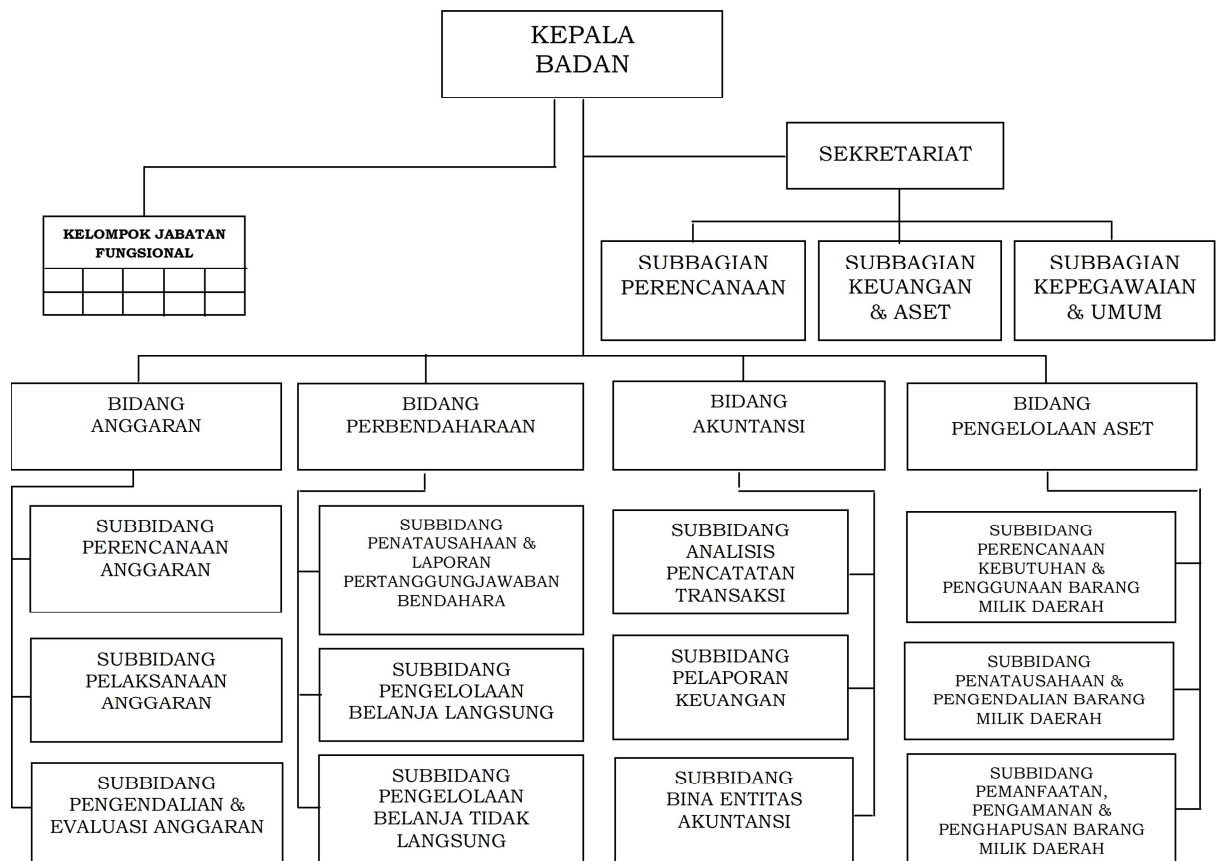 KEPALA
BADAN
SEKRETARIAT
KELOMPOK JABATAN
FUNGSIONAL
SUBBAGIAN
PERENCANAAN
SUBBAGIAN
KEUANGAN
& ASET
SUBBAGIAN
KEPEGAWAIAN
& UMUM
BIDANG
ANGGARAN
BIDANG
PERBENDAHARAAN
BIDANG
AKUNTANSI
BIDANG
PENGELOLAAN ASET
SUBBIDANG
PERENCANAAN
ANGGARAN
SUBBIDANG
PENATAUSAHAAN &
LAPORAN
PERTANGGUNGJAWABAN
BENDAHARA
SUBBIDANG
ANALISIS
PENCATATAN
TRANSAKSI
SUBBIDANG
PERENCANAAN
KEBUTUHAN &
PENGGUNAAN BARANG
MILIK DAERAH
SUBBIDANG
PELAKSANAAN
ANGGARAN
SUBBIDANG
PENGELOLAAN
BELANJA LANGSUNG
SUBBIDANG
PELAPORAN
KEUANGAN
SUBBIDANG
PENATAUSAHAAN &
PENGENDALIAN BARANG
MILIK DAERAH
SUBBIDANG
PENGENDALIAN &
EVALUASI ANGGARAN
SUBBIDANG
PENGELOLAAN
BELANJA TIDAK
LANGSUNG
SUBBIDANG
BINA ENTITAS
AKUNTANSI
SUBBIDANG
PEMANFAATAN,
PENGAMANAN &
PENGHAPUSAN BARANG
MILIK DAERAH